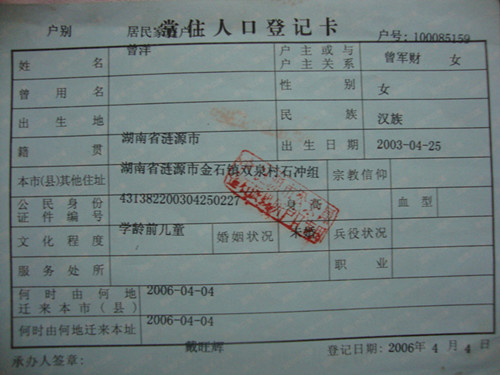 户别 居民家庭户 常住人口登记卡 户号: 100085159
姓名 曾洋 户主或与户主关系 曾军财 女
曾用名 性别 女
出生地 民族 汉族
籍贯 湖南省涟源市 出生日期 2003-04-25
本市(县)其他住址 湖南省涟源市金石镇双泉村石冲组 宗教信仰
公民身份证件编号 431382200304250227 身高 血型
文化程度 学龄前儿童 婚姻状况 未婚 兵役状况
服务处所 职业
何时由何地迁来本市(县) 2006-04-04
何时由何地迁来本址 2006-04-04
承办人签章: 戴旺辉 登记日期: 2006年 4月 4日